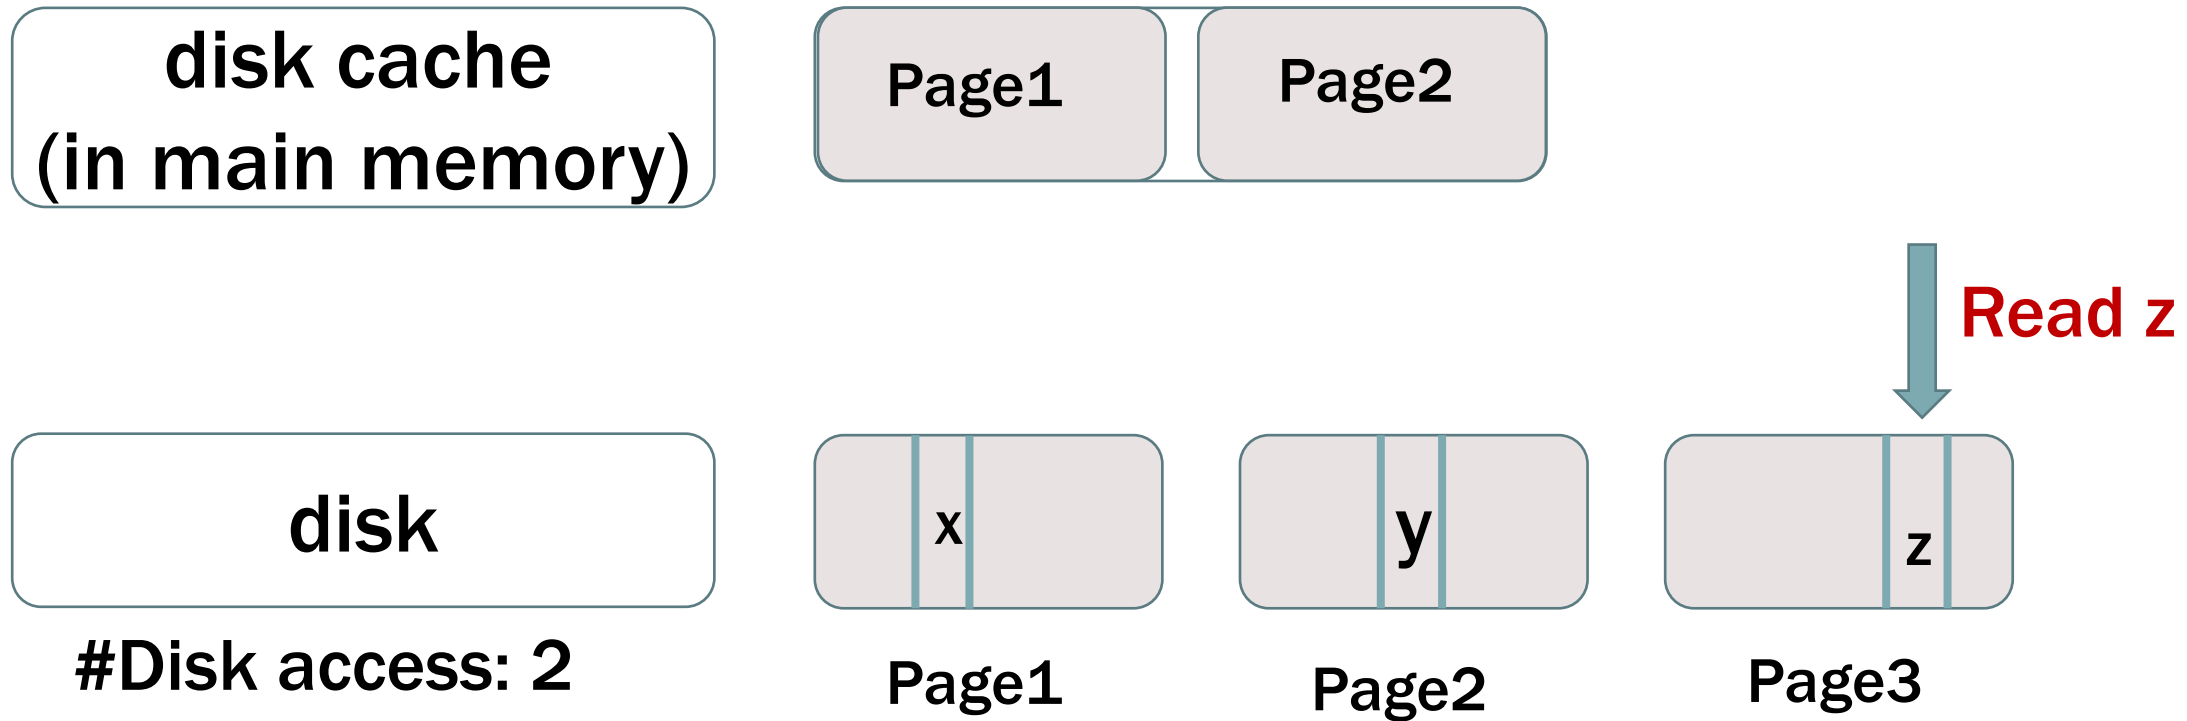 disk cache
(in main memory)
Page1
Page2
Read z
disk
x
y
z
#Disk access: 2
Page1
Page2
Page3